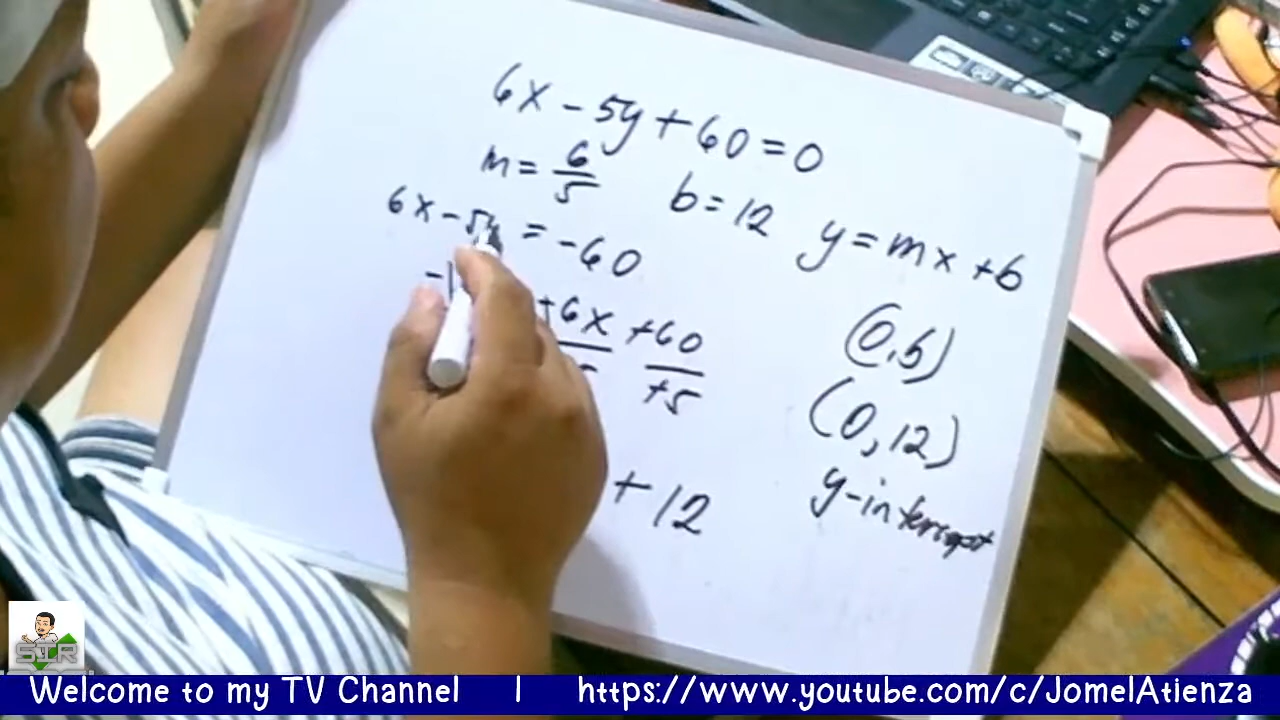 6x - 5y + 60 = 0
m = 6/5 b = 12 y = mx + b
6x - 5y = -60
+6x +60
+5
(0,b)
(0,12)
+ 12
y-intercept
SIR
Welcome to my TV Channel | https://www.youtube.com/c/JomelAtienza